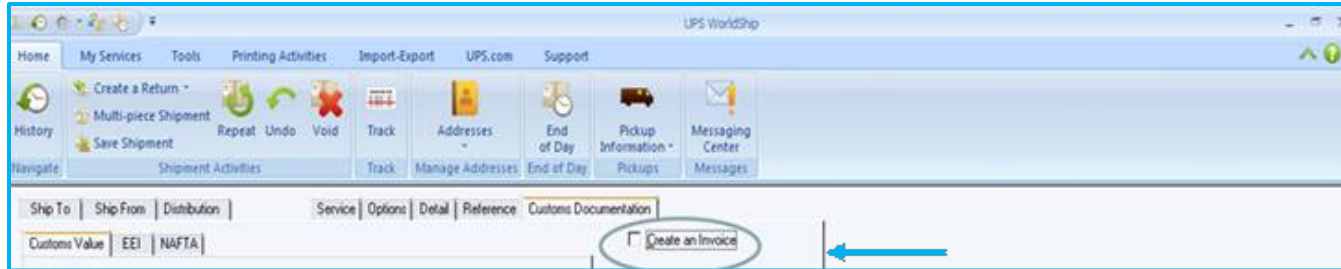 UPS WorldShip
Home My Services Tools Printing Activities Import-Export UPS.com Support
Create a Return
Multi-piece Shipment
Save Shipment
History Repeat Undo Void Track Addresses End of Day Pickup Information Messaging Center
Navigate Shipment Activities Track Manage Addresses End of Day Pickups Messages
Ship To Ship From Distribution Service Options Detail Reference Customs Documentation
Customs Value EEI NAFTA Create an Invoice